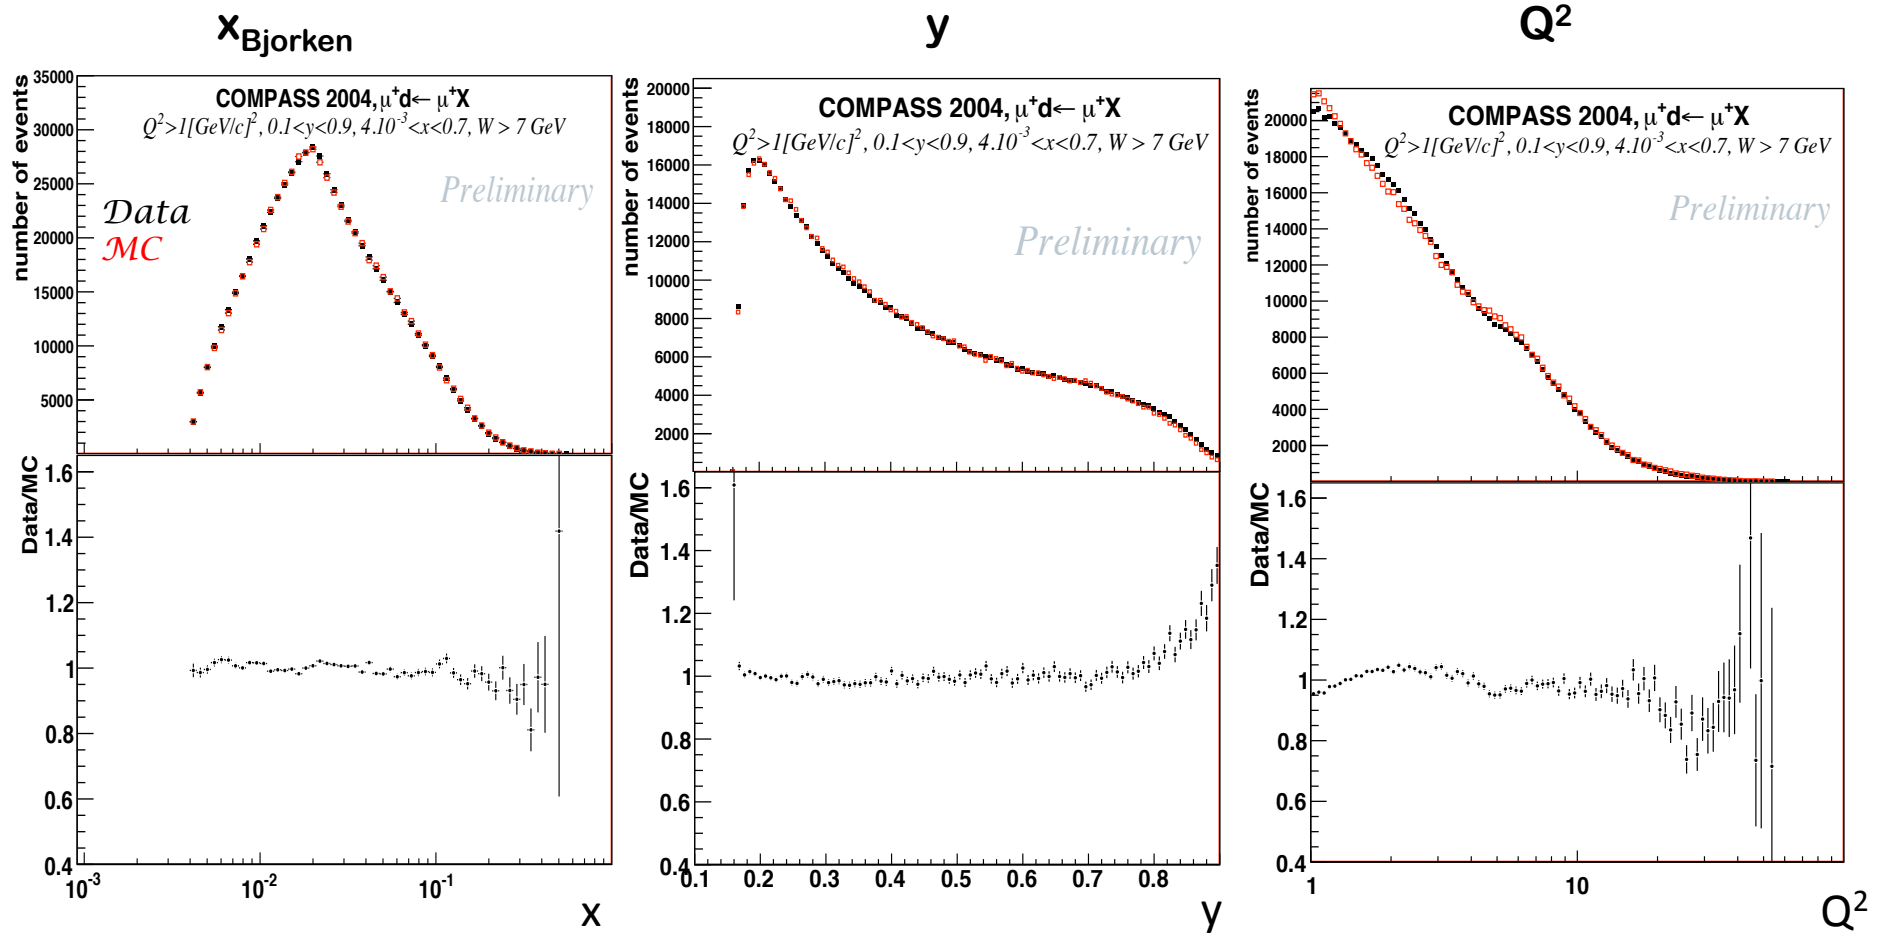 x_Bjorken
number of events
35000
30000
25000
20000
15000
10000
5000
COMPASS 2004, μ⁺d← μ⁺X
Q²>1[GeV/c]², 0.1<y<0.9, 4.10⁻³<x<0.7, W > 7 GeV
Preliminary
Data
MC
Data/MC
1.6
1.4
1.2
1
0.8
0.6
0.4
10⁻³
10⁻²
10⁻¹
x
y
number of events
20000
18000
16000
14000
12000
10000
8000
6000
4000
2000
COMPASS 2004, μ⁺d← μ⁺X
Q²>1[GeV/c]², 0.1<y<0.9, 4.10⁻³<x<0.7, W > 7 GeV
Preliminary
Data/MC
1.6
1.4
1.2
1
0.8
0.6
0.4
0.1 0.2 0.3 0.4 0.5 0.6 0.7 0.8
y
Q²
number of events
20000
18000
16000
14000
12000
10000
8000
6000
4000
2000
COMPASS 2004, μ⁺d← μ⁺X
Q²>1[GeV/c]², 0.1<y<0.9, 4.10⁻³<x<0.7, W > 7 GeV
Preliminary
Data/MC
1.6
1.4
1.2
1
0.8
0.6
0.4
1 10
Q²